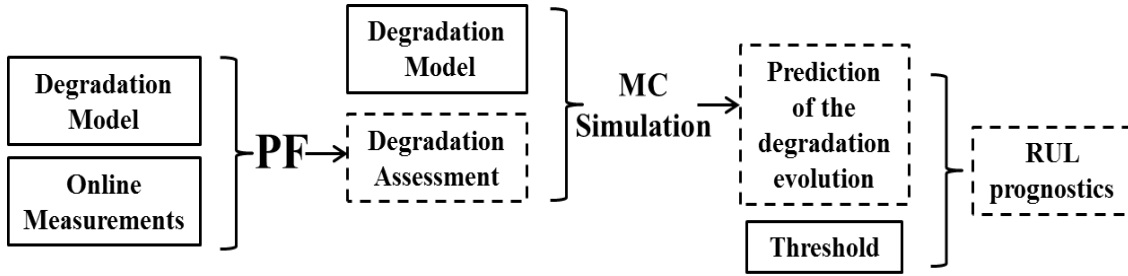 Degradation
Model
Online
Measurements
PF
Degradation
Model
Degradation
Assessment
MC
Simulation
Prediction
of the
degradation
evolution
Threshold
RUL
prognostics